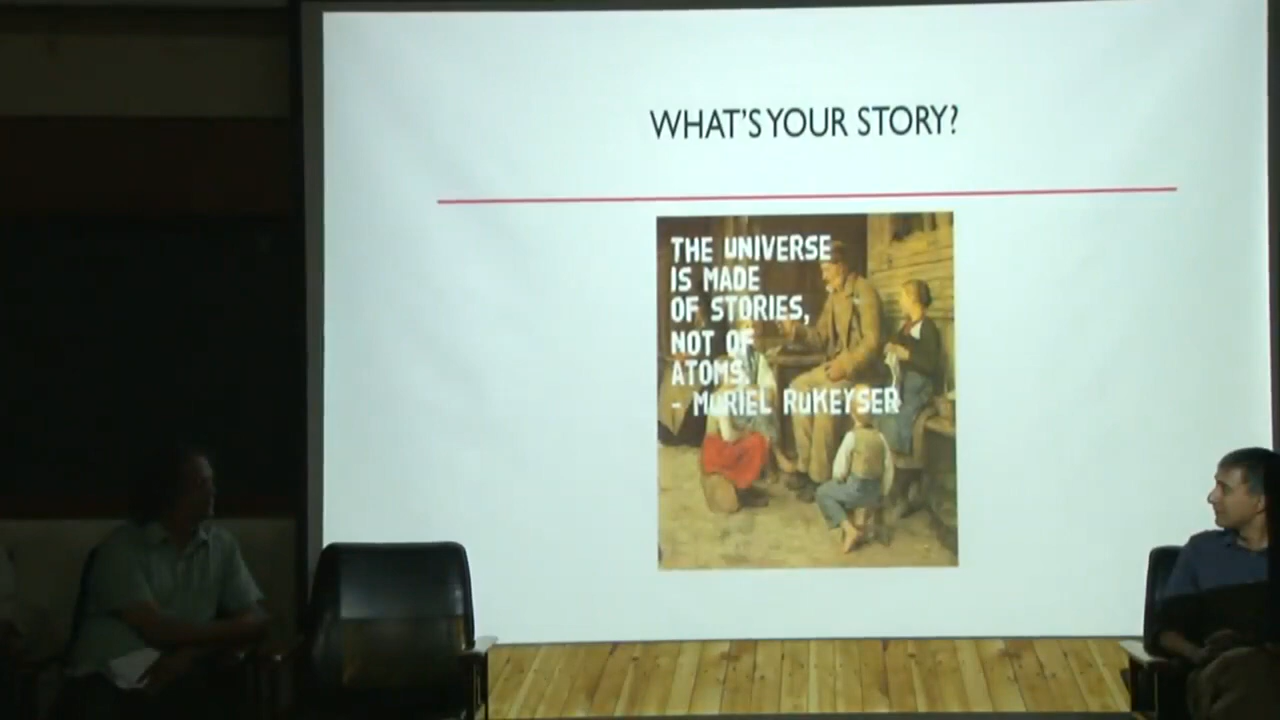 WHAT'S YOUR STORY?
THE UNIVERSE
IS MADE
OF STORIES,
NOT OF
ATOMS.
- MURIEL RUKEYSER